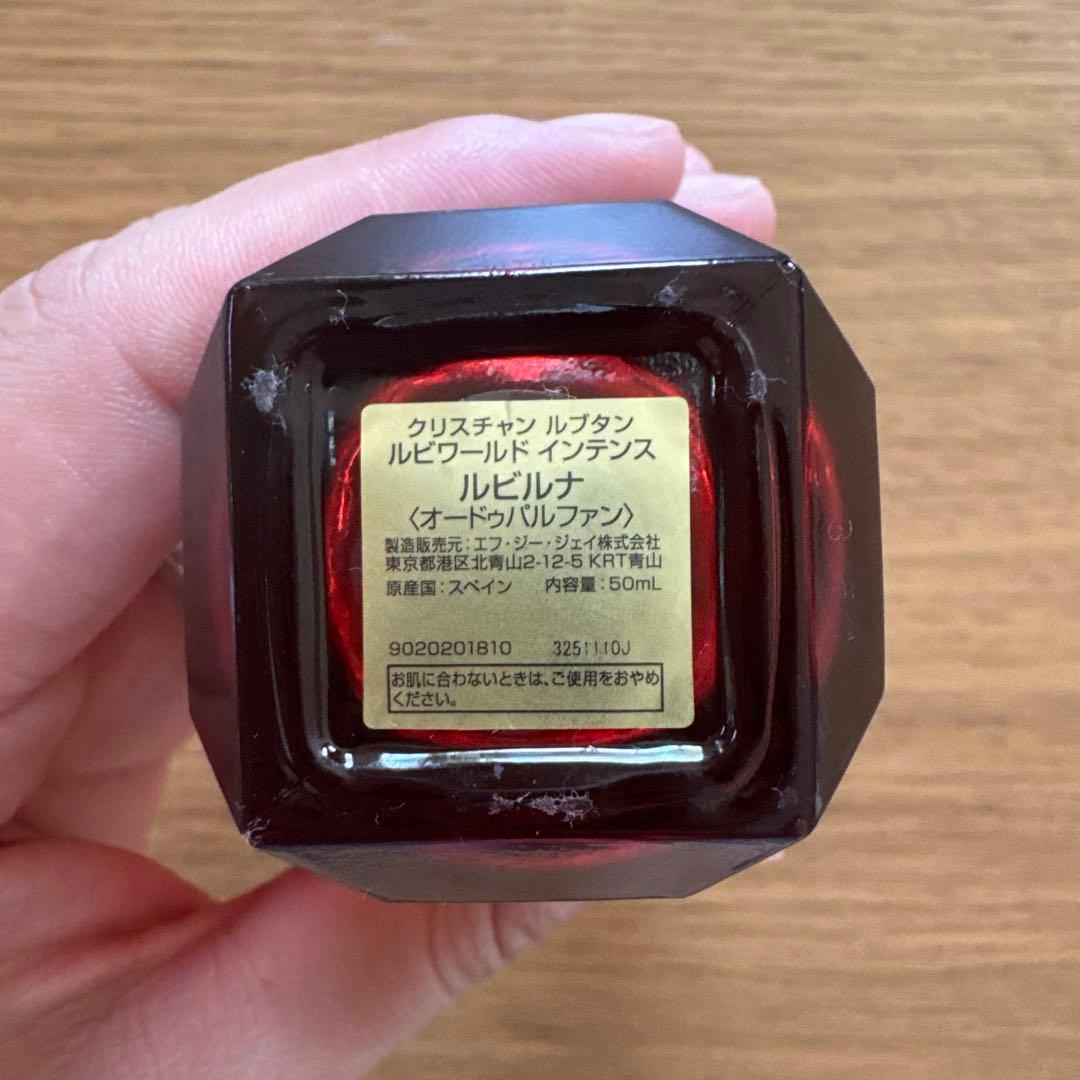 クリスチャン ルブタン
ルビワールド インテンス
ルビルナ
〈オードゥパルファン〉
製造販売元：エフ・ジー・ジェイ株式会社
東京都港区北青山2-12-5 KRT青山
原産国：スペイン 内容量：50mL
9020201810 3251110J
お肌に合わないときは、ご使用をおやめ
ください。